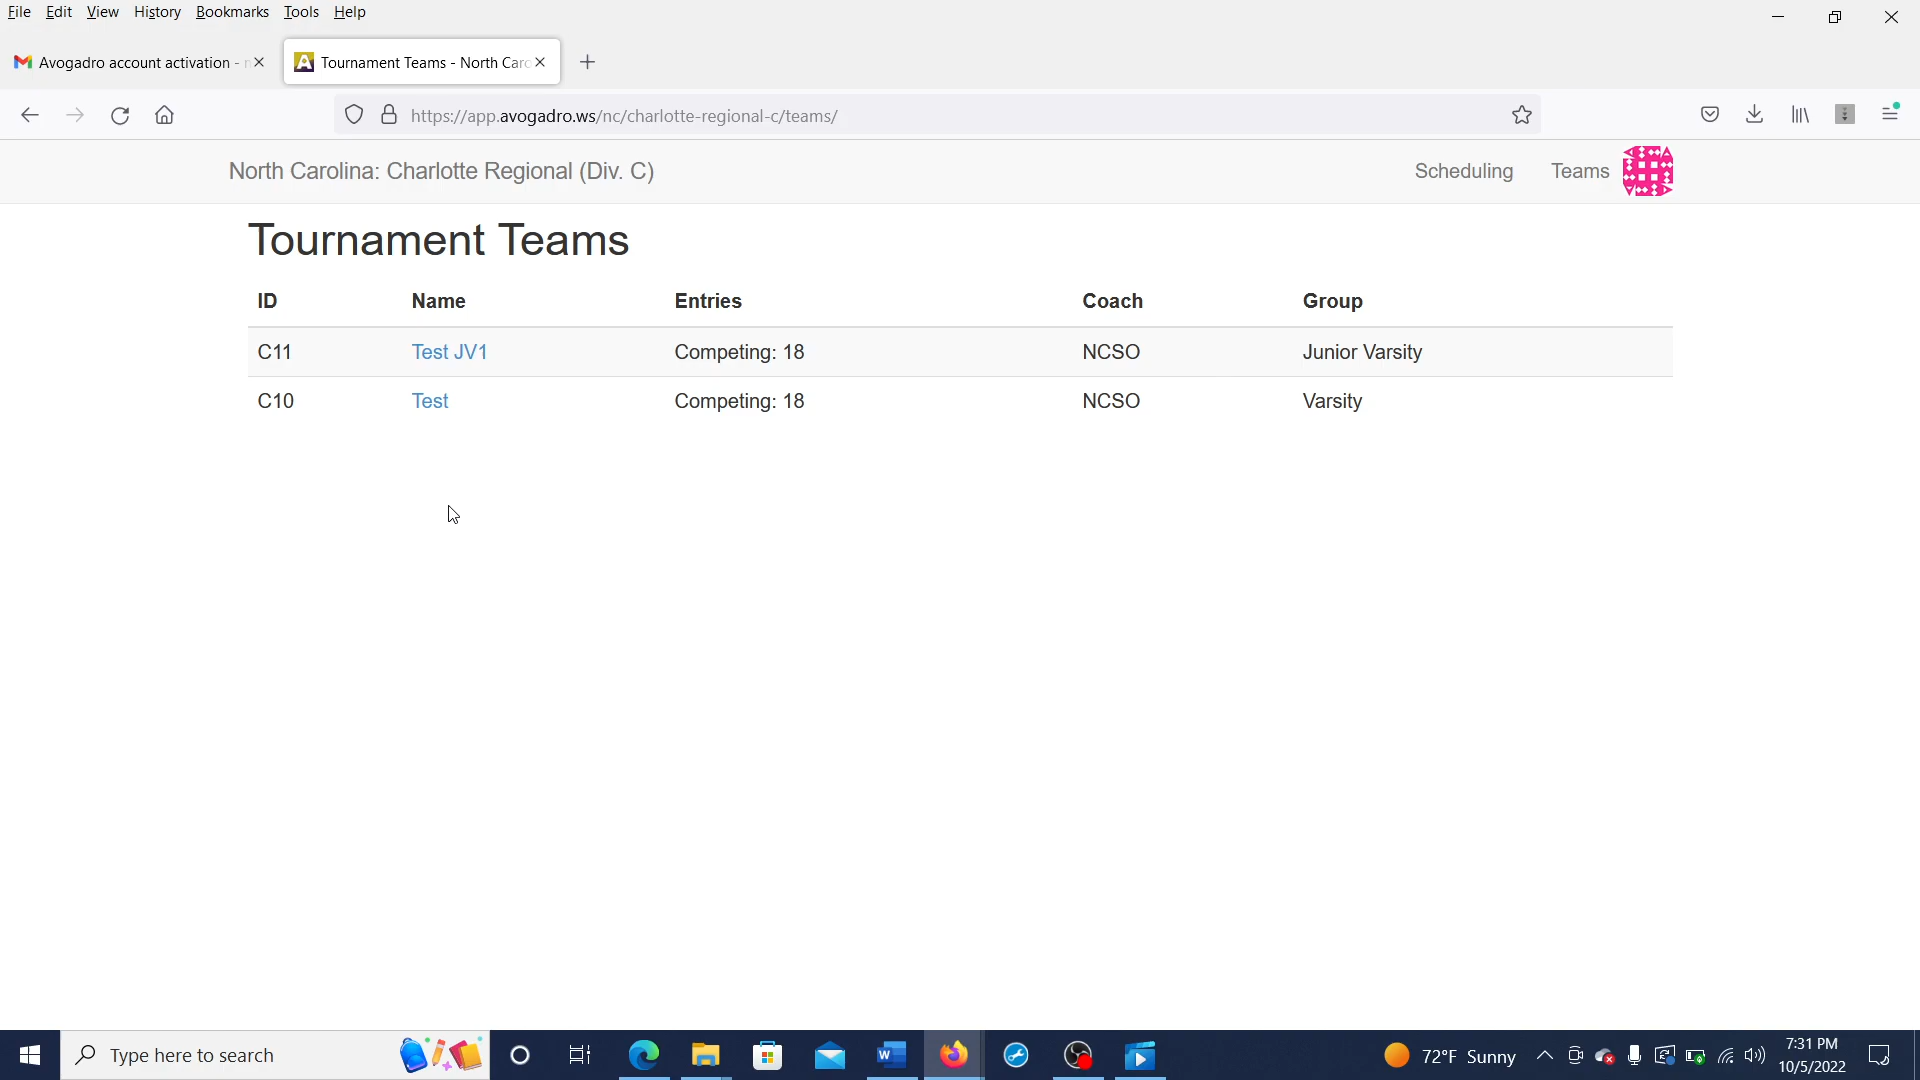 File Edit View History Bookmarks Tools Help
Avogadro account activation -
Tournament Teams - North Caro
https://app.avogadro.ws/nc/charlotte-regional-c/teams/
North Carolina: Charlotte Regional (Div. C) Scheduling Teams
Tournament Teams
ID Name Entries Coach Group
C11 Test JV1 Competing: 18 NCSO Junior Varsity
C10 Test Competing: 18 NCSO Varsity
Type here to search
72°F Sunny
7:31 PM
10/5/2022